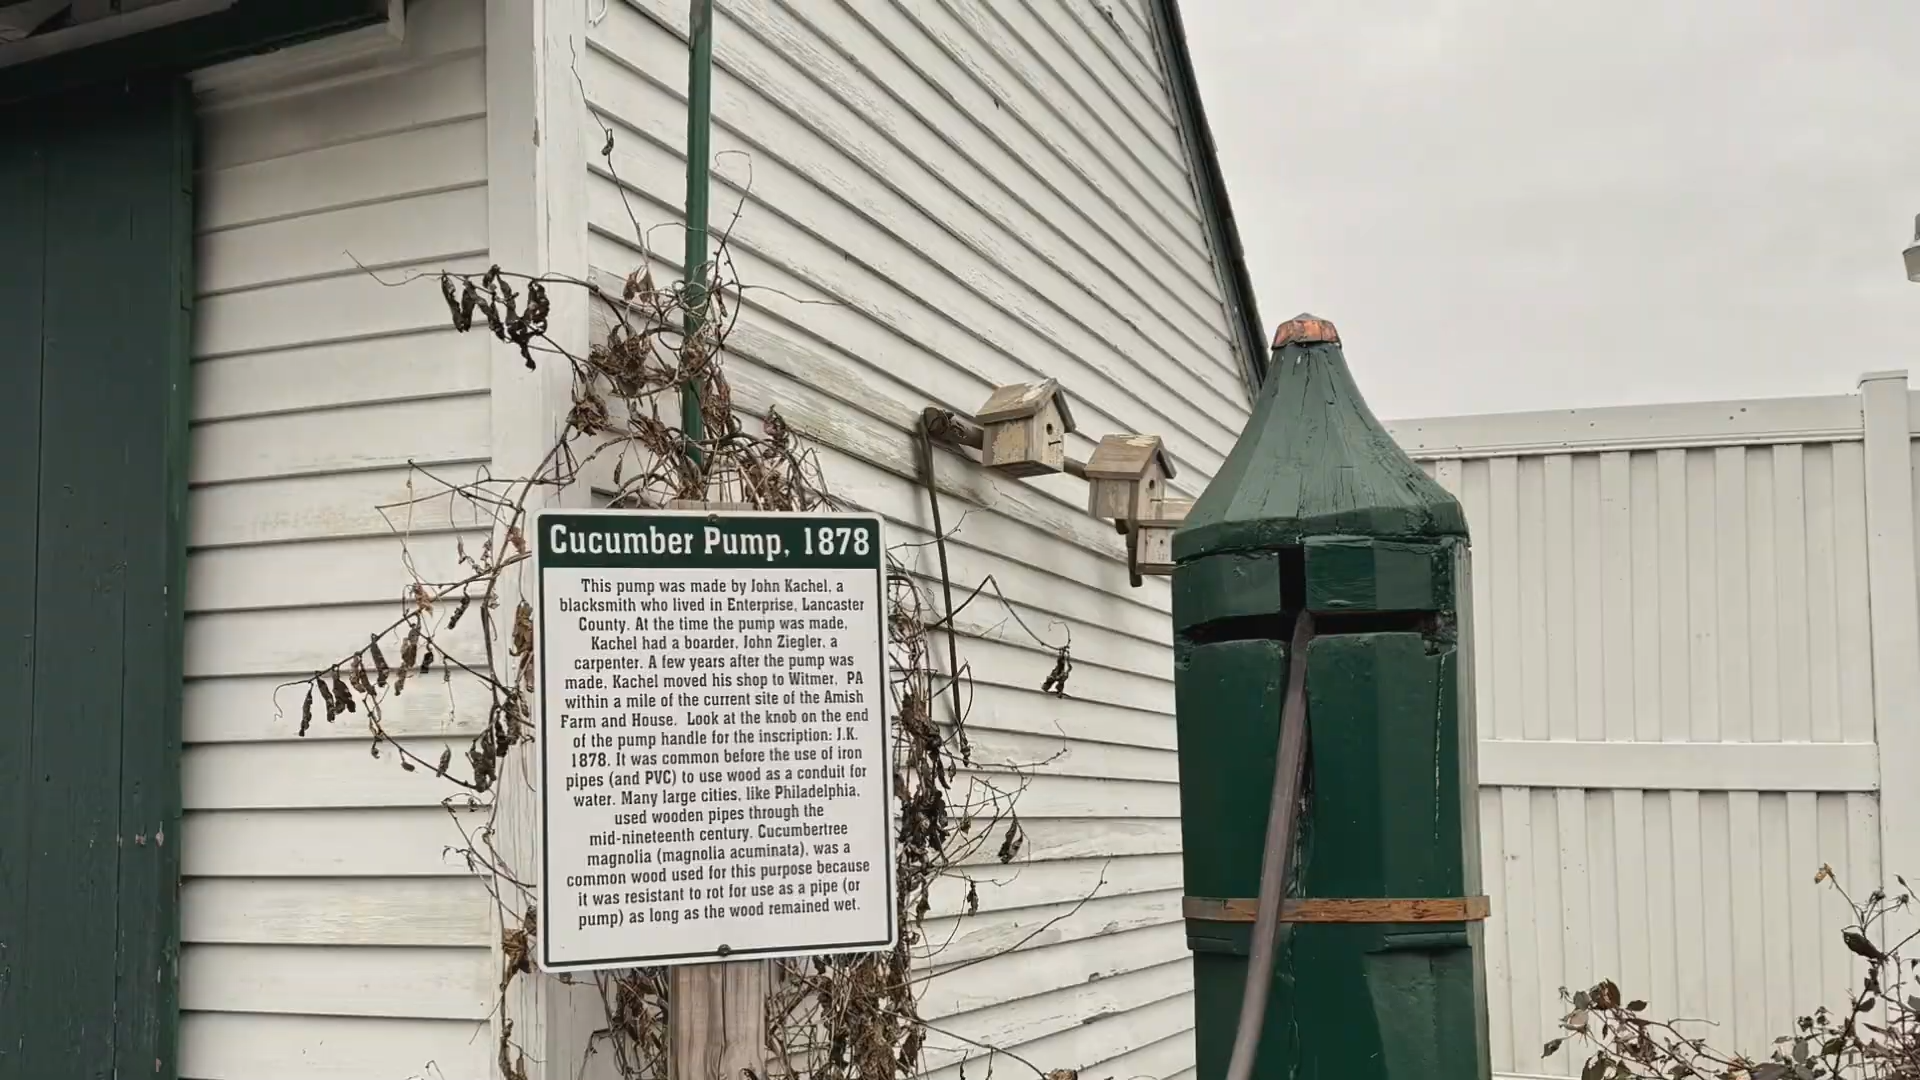 Cucumber Pump, 1878
This pump was made by John Kachel, a
blacksmith who lived in Enterprise, Lancaster
County. At the time the pump was made,
Kachel had a boarder, John Ziegler, a
carpenter. A few years after the pump was
made, Kachel moved his shop to Witmer, PA
within a mile of the current site of the Amish
Farm and House. Look at the knob on the end
of the pump handle for the inscription: J.K.
1878. It was common before the use of iron
pipes (and PVC) to use wood as a conduit for
water. Many large cities, like Philadelphia,
used wooden pipes through the
mid-nineteenth century. Cucumbertree
magnolia (magnolia acuminata), was a
common wood used for this purpose because
it was resistant to rot for use as a pipe (or
pump) as long as the wood remained wet.